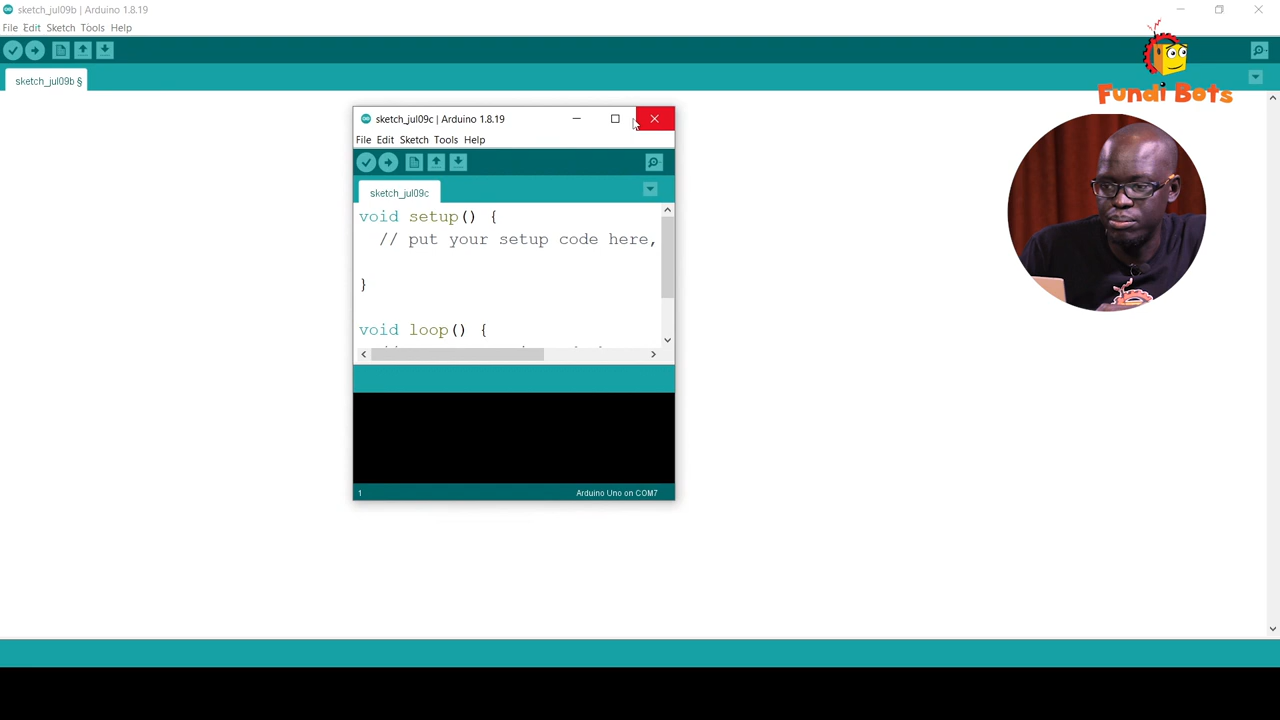 sketch_jul09b | Arduino 1.8.19
File Edit Sketch Tools Help
sketch_jul09b §
Fundi Bots
sketch_jul09c | Arduino 1.8.19
File Edit Sketch Tools Help
sketch_jul09c
void setup() {
// put your setup code here,
}
void loop() {
1
Arduino Uno on COM7